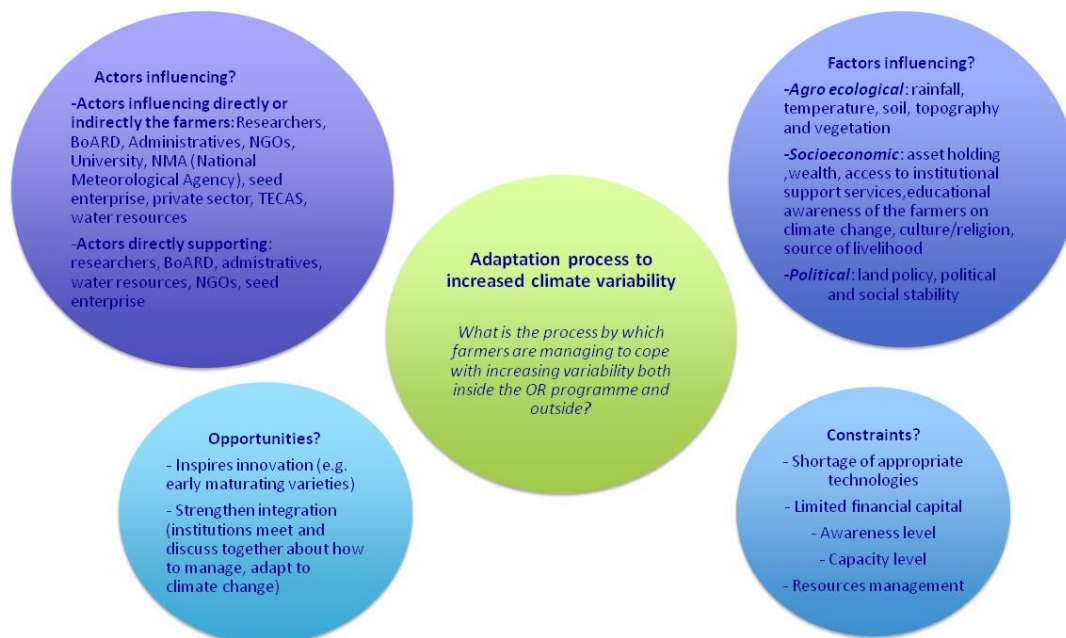 Actors influencing?
-Actors influencing directly or
indirectly the farmers: Researchers,
BoARD, Administratives, NGOs,
University, NMA (National
Meteorological Agency), seed
enterprise, private sector, TECAS,
water resources
-Actors directly supporting:
researchers, BoARD, admistratives,
water resources, NGOs, seed
enterprise
Factors influencing?
-Agro ecological: rainfall,
temperature, soil, topography
and vegetation
-Socioeconomic: asset holding
,wealth, access to institutional
support services,educational
awareness of the farmers on
climate change, culture/religion,
source of livelihood
-Political: land policy, political
and social stability
Adaptation process to
increased climate variability
What is the process by which
farmers are managing to cope
with increasing variability both
inside the OR programme and
outside?
Opportunities?
- Inspires innovation (e.g.
early maturating varieties)
- Strengthen integration
(institutions meet and
discuss together about how
to manage, adapt to
climate change)
Constraints?
- Shortage of appropriate
technologies
- Limited financial capital
- Awareness level
- Capacity level
- Resources management